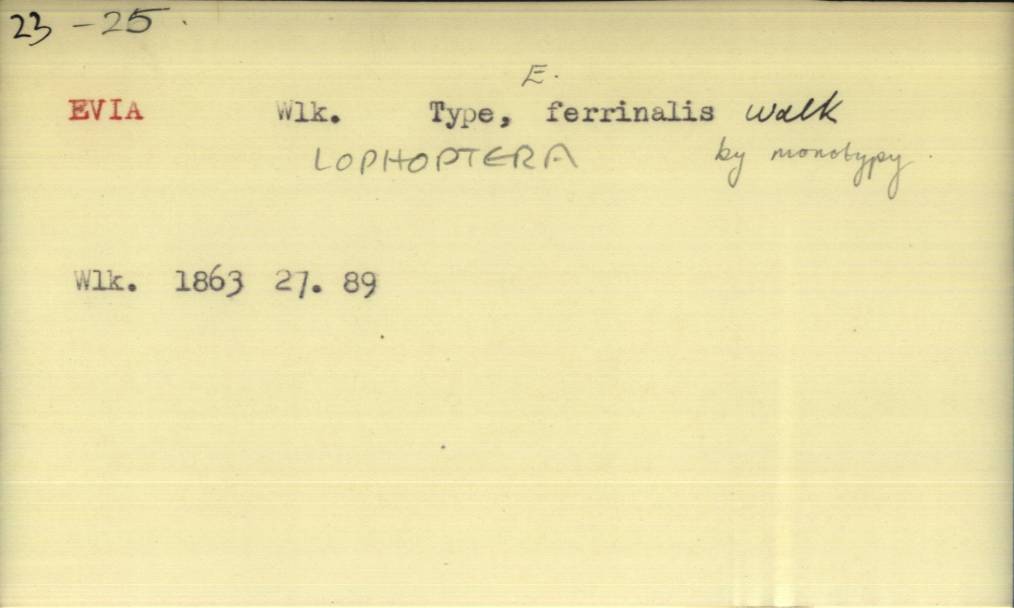 23 - 25.
E.
EVIA Wlk. Type, ferrinalis Walk
LOPHOPTERA by monotypy.
Wlk. 1863 27. 89